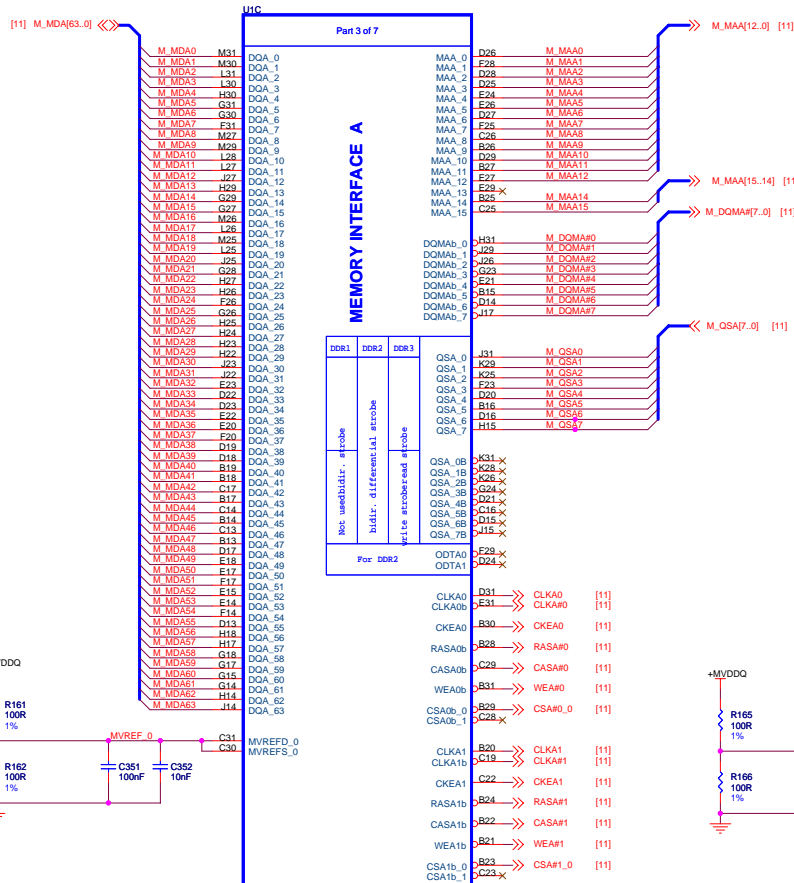 U1C
Part 3 of 7
[11] M_MDA[63..0]
M_MDA0 M31 DQA_0
M_MDA1 M30 DQA_1
M_MDA2 L31 DQA_2
M_MDA3 L30 DQA_3
M_MDA4 H30 DQA_4
M_MDA5 G31 DQA_5
M_MDA6 G30 DQA_6
M_MDA7 F31 DQA_7
M_MDA8 M27 DQA_8
M_MDA9 M29 DQA_9
M_MDA10 L28 DQA_10
M_MDA11 L27 DQA_11
M_MDA12 J27 DQA_12
M_MDA13 H29 DQA_13
M_MDA14 G29 DQA_14
M_MDA15 G27 DQA_15
M_MDA16 M26 DQA_16
M_MDA17 L26 DQA_17
M_MDA18 M25 DQA_18
M_MDA19 L25 DQA_19
M_MDA20 J25 DQA_20
M_MDA21 G28 DQA_21
M_MDA22 H27 DQA_22
M_MDA23 H26 DQA_23
M_MDA24 F26 DQA_24
M_MDA25 G26 DQA_25
M_MDA26 H25 DQA_26
M_MDA27 H24 DQA_27
M_MDA28 H23 DQA_28
M_MDA29 H22 DQA_29
M_MDA30 J23 DQA_30
M_MDA31 J22 DQA_31
M_MDA32 E23 DQA_32
M_MDA33 D22 DQA_33
M_MDA34 D23 DQA_34
M_MDA35 E22 DQA_35
M_MDA36 E20 DQA_36
M_MDA37 F20 DQA_37
M_MDA38 D19 DQA_38
M_MDA39 D18 DQA_39
M_MDA40 B19 DQA_40
M_MDA41 B18 DQA_41
M_MDA42 C17 DQA_42
M_MDA43 B17 DQA_43
M_MDA44 C14 DQA_44
M_MDA45 B14 DQA_45
M_MDA46 C13 DQA_46
M_MDA47 B13 DQA_47
M_MDA48 D17 DQA_48
M_MDA49 E18 DQA_49
M_MDA50 E17 DQA_50
M_MDA51 F17 DQA_51
M_MDA52 E15 DQA_52
M_MDA53 E14 DQA_53
M_MDA54 F14 DQA_54
M_MDA55 D13 DQA_55
M_MDA56 H18 DQA_56
M_MDA57 H17 DQA_57
M_MDA58 G18 DQA_58
M_MDA59 G17 DQA_59
M_MDA60 G15 DQA_60
M_MDA61 G14 DQA_61
M_MDA62 H14 DQA_62
M_MDA63 J14 DQA_63
MVREF_0 C31 MVREFD_0
C30 MVREFS_0
VDDQ
R161
100R
1%
R162
100R
1%
C351
100nF
C352
10nF
MEMORY INTERFACE A
DDR1 DDR2 DDR3
Not used
bidir. strobe
bidir. differential strobe
write strobe
read strobe
For DDR2
M_MAA[12..0] [11]
MAA_0 D26 M_MAA0
MAA_1 F28 M_MAA1
MAA_2 D28 M_MAA2
MAA_3 D25 M_MAA3
MAA_4 E24 M_MAA4
MAA_5 E26 M_MAA5
MAA_6 D27 M_MAA6
MAA_7 F25 M_MAA7
MAA_8 C26 M_MAA8
MAA_9 B26 M_MAA9
MAA_10 D29 M_MAA10
MAA_11 B27 M_MAA11
MAA_12 E27 M_MAA12
MAA_13 E29
MAA_14 B25 M_MAA14
MAA_15 C25 M_MAA15
M_MAA[15..14] [11
M_DQMA#[7..0] [11]
DQMAb_0 H31 M_DQMA#0
DQMAb_1 J29 M_DQMA#1
DQMAb_2 J26 M_DQMA#2
DQMAb_3 G23 M_DQMA#3
DQMAb_4 E21 M_DQMA#4
DQMAb_5 B15 M_DQMA#5
DQMAb_6 D14 M_DQMA#6
DQMAb_7 J17 M_DQMA#7
M_QSA[7..0] [11]
QSA_0 J31 M_QSA0
QSA_1 K29 M_QSA1
QSA_2 K25 M_QSA2
QSA_3 F23 M_QSA3
QSA_4 D20 M_QSA4
QSA_5 B16 M_QSA5
QSA_6 D16 M_QSA6
QSA_7 H15 M_QSA7
QSA_0B K31
QSA_1B K28
QSA_2B K26
QSA_3B G24
QSA_4B D21
QSA_5B C16
QSA_6B D15
QSA_7B J15
ODTA0 F29
ODTA1 D24
CLKA0 D31 CLKA0 [11]
CLKA0b E31 CLKA#0 [11]
CKEA0 B30 CKEA0 [11]
RASA0b B28 RASA#0 [11]
CASA0b C29 CASA#0 [11]
WEA0b B31 WEA#0 [11]
CSA0b_0 B29 CSA#0_0 [11]
CSA0b_1 C28
CLKA1 B20 CLKA1 [11]
CLKA1b C19 CLKA#1 [11]
CKEA1 C22 CKEA1 [11]
RASA1b B24 RASA#1 [11]
CASA1b B22 CASA#1 [11]
WEA1b B21 WEA#1 [11]
CSA1b_0 B23 CSA#1_0 [11]
CSA1b_1 C23
+MVDDQ
R165
100R
1%
R166
100R
1%